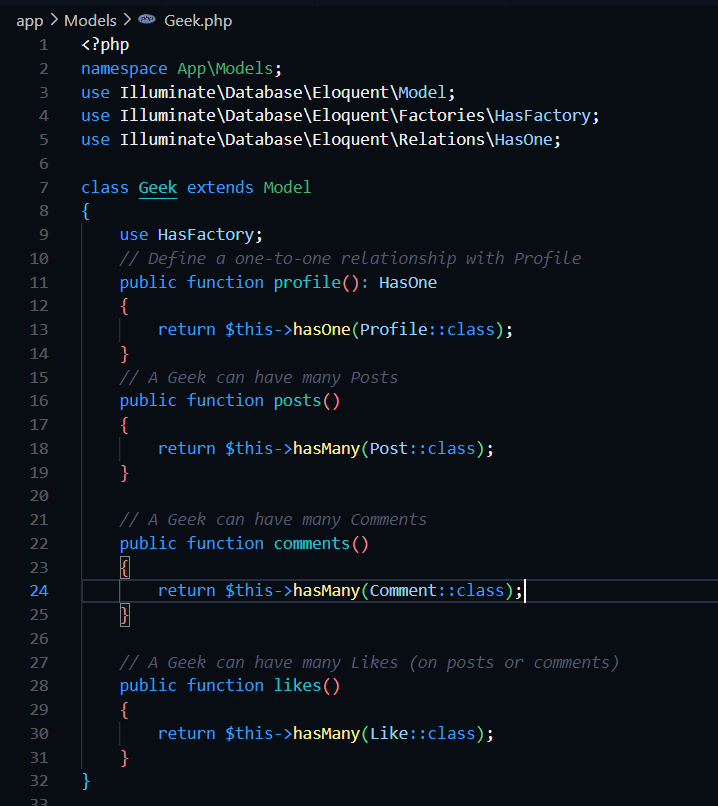 app > Models > php Geek.php
1 <?php
2 namespace App\Models;
3 use Illuminate\Database\Eloquent\Model;
4 use Illuminate\Database\Eloquent\Factories\HasFactory;
5 use Illuminate\Database\Eloquent\Relations\HasOne;
6
7 class Geek extends Model
8 {
9     use HasFactory;
10     // Define a one-to-one relationship with Profile
11     public function profile(): HasOne
12     {
13         return $this->hasOne(Profile::class);
14     }
15     // A Geek can have many Posts
16     public function posts()
17     {
18         return $this->hasMany(Post::class);
19     }
20
21     // A Geek can have many Comments
22     public function comments()
23     {
24         return $this->hasMany(Comment::class);
25     }
26
27     // A Geek can have many Likes (on posts or comments)
28     public function likes()
29     {
30         return $this->hasMany(Like::class);
31     }
32 }
33